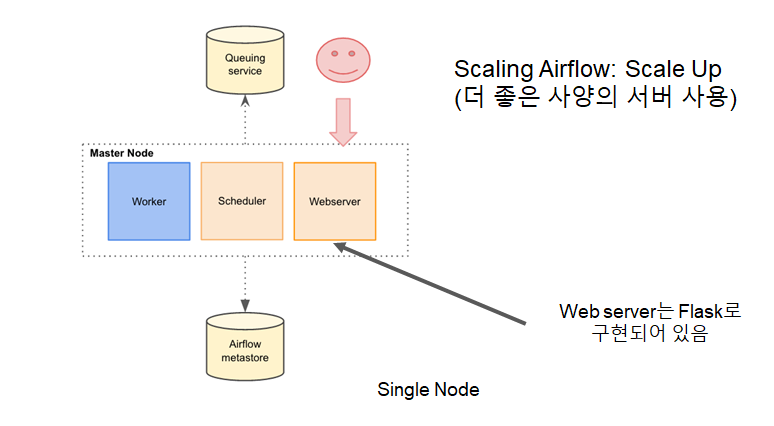 Queuing
service
Scaling Airflow: Scale Up
(더 좋은 사양의 서버 사용)
Master Node
Worker
Scheduler
Webserver
Web server는 Flask로
구현되어 있음
Airflow
metastore
Single Node